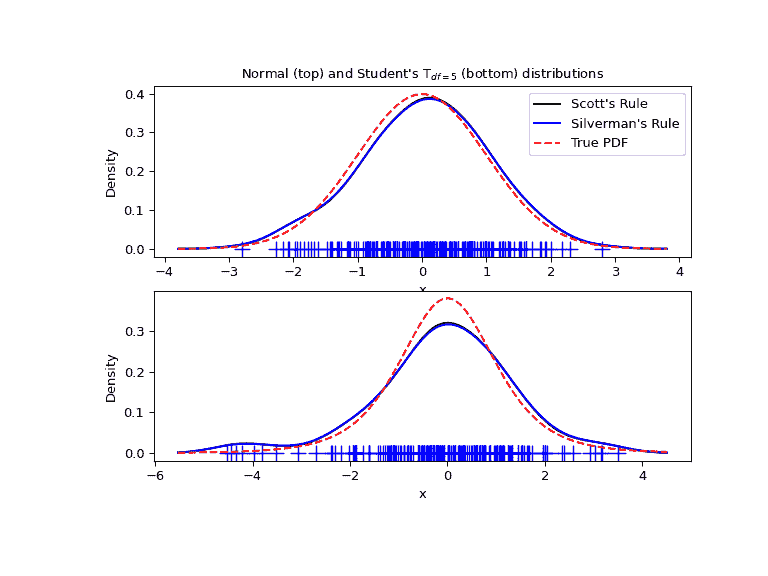 Normal (top) and Student's T_{df=5} (bottom) distributions
0.4
0.3
0.2
0.1
0.0
Density
Scott's Rule
Silverman's Rule
True PDF
−4 −3 −2 −1 0 1 2 3 4
x
0.3
0.2
0.1
0.0
Density
−6 −4 −2 0 2 4
x